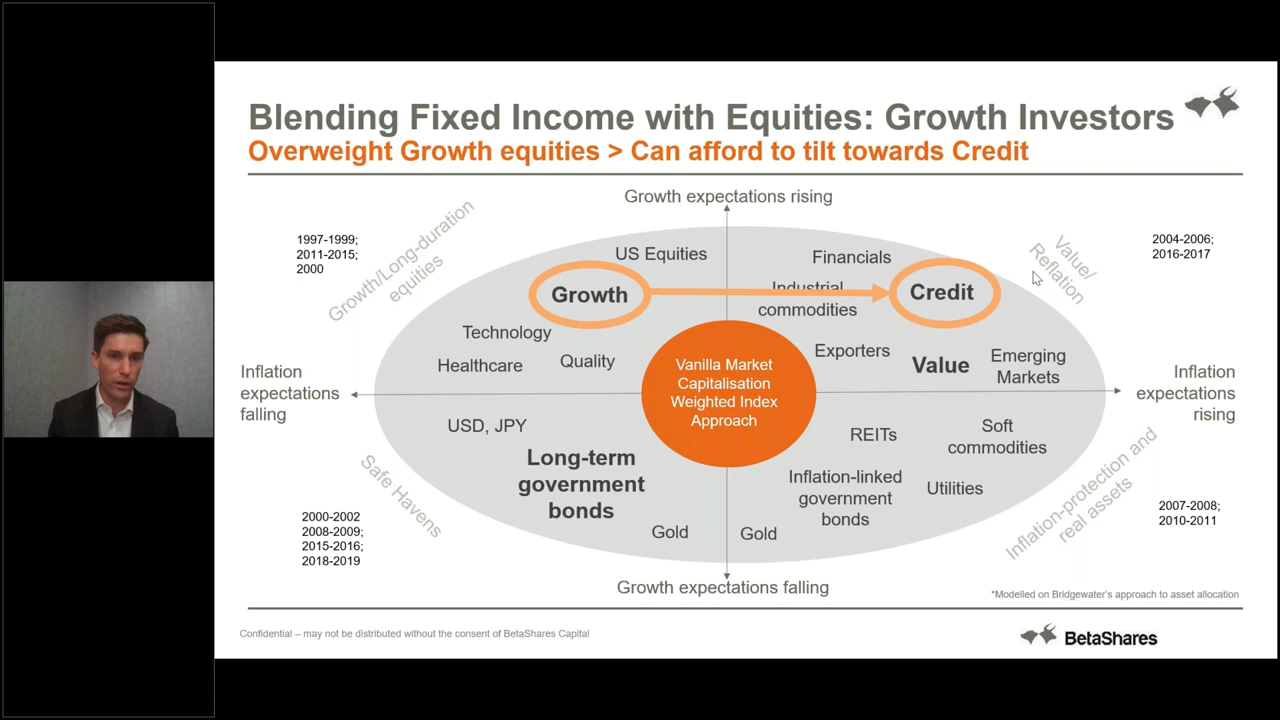 Blending Fixed Income with Equities: Growth Investors
Overweight Growth equities > Can afford to tilt towards Credit
Growth expectations rising
1997-1999;
2011-2015;
2000
Growth/Long-duration
equities
2004-2006;
2016-2017
Value/
Reflation
US Equities
Financials
Growth
Industrial
commodities
Credit
Technology
Healthcare
Quality
Exporters
Value
Emerging
Markets
Vanilla Market
Capitalisation
Weighted Index
Approach
Inflation
expectations
falling
Inflation
expectations
rising
USD, JPY
Long-term
government
bonds
Gold
REITs
Soft
commodities
Inflation-linked
government
bonds
Utilities
Gold
Safe Havens
2000-2002
2008-2009;
2015-2016;
2018-2019
Inflation-protection and
real assets
2007-2008;
2010-2011
Growth expectations falling
*Modelled on Bridgewater's approach to asset allocation
Confidential – may not be distributed without the consent of BetaShares Capital
BetaShares